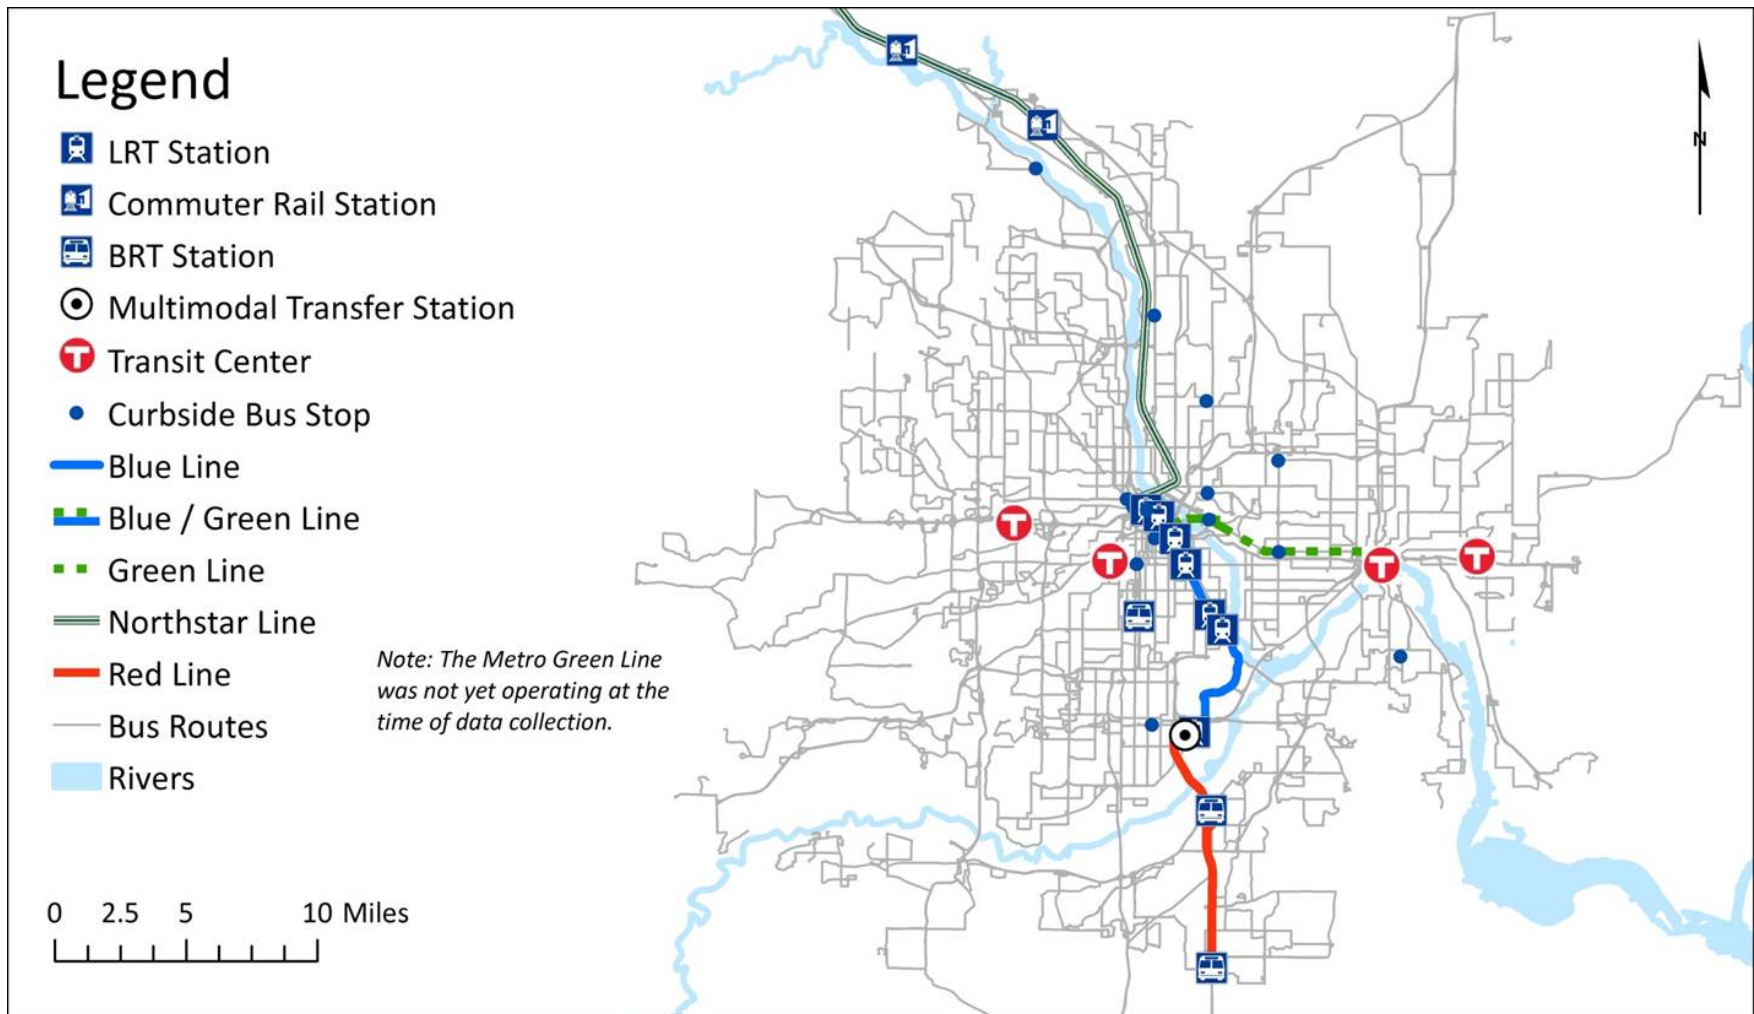 Legend
LRT Station
Commuter Rail Station
BRT Station
Multimodal Transfer Station
T Transit Center
Curbside Bus Stop
Blue Line
Blue / Green Line
Green Line
Northstar Line
Red Line
Bus Routes
Rivers
Note: The Metro Green Line
was not yet operating at the
time of data collection.
0 2.5 5 10 Miles
N
T
T
T
T